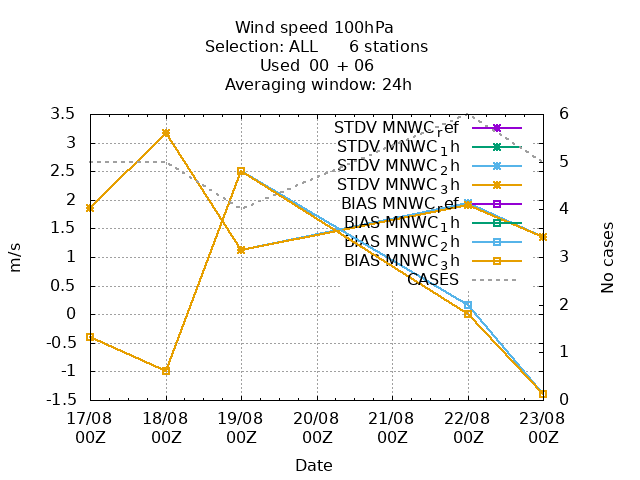 Wind speed 100hPa
Selection: ALL 6 stations
Used 00 + 06
Averaging window: 24h
3.5
3
2.5
2
1.5
1
0.5
0
-0.5
-1
-1.5
m/s
6
5
4
3
2
1
0
No cases
STDV MNWC_ref
STDV MNWC_1h
STDV MNWC_2h
STDV MNWC_3h
BIAS MNWC_ref
BIAS MNWC_1h
BIAS MNWC_2h
BIAS MNWC_3h
CASES
17/08 18/08 19/08 20/08 21/08 22/08 23/08
00Z 00Z 00Z 00Z 00Z 00Z 00Z
Date